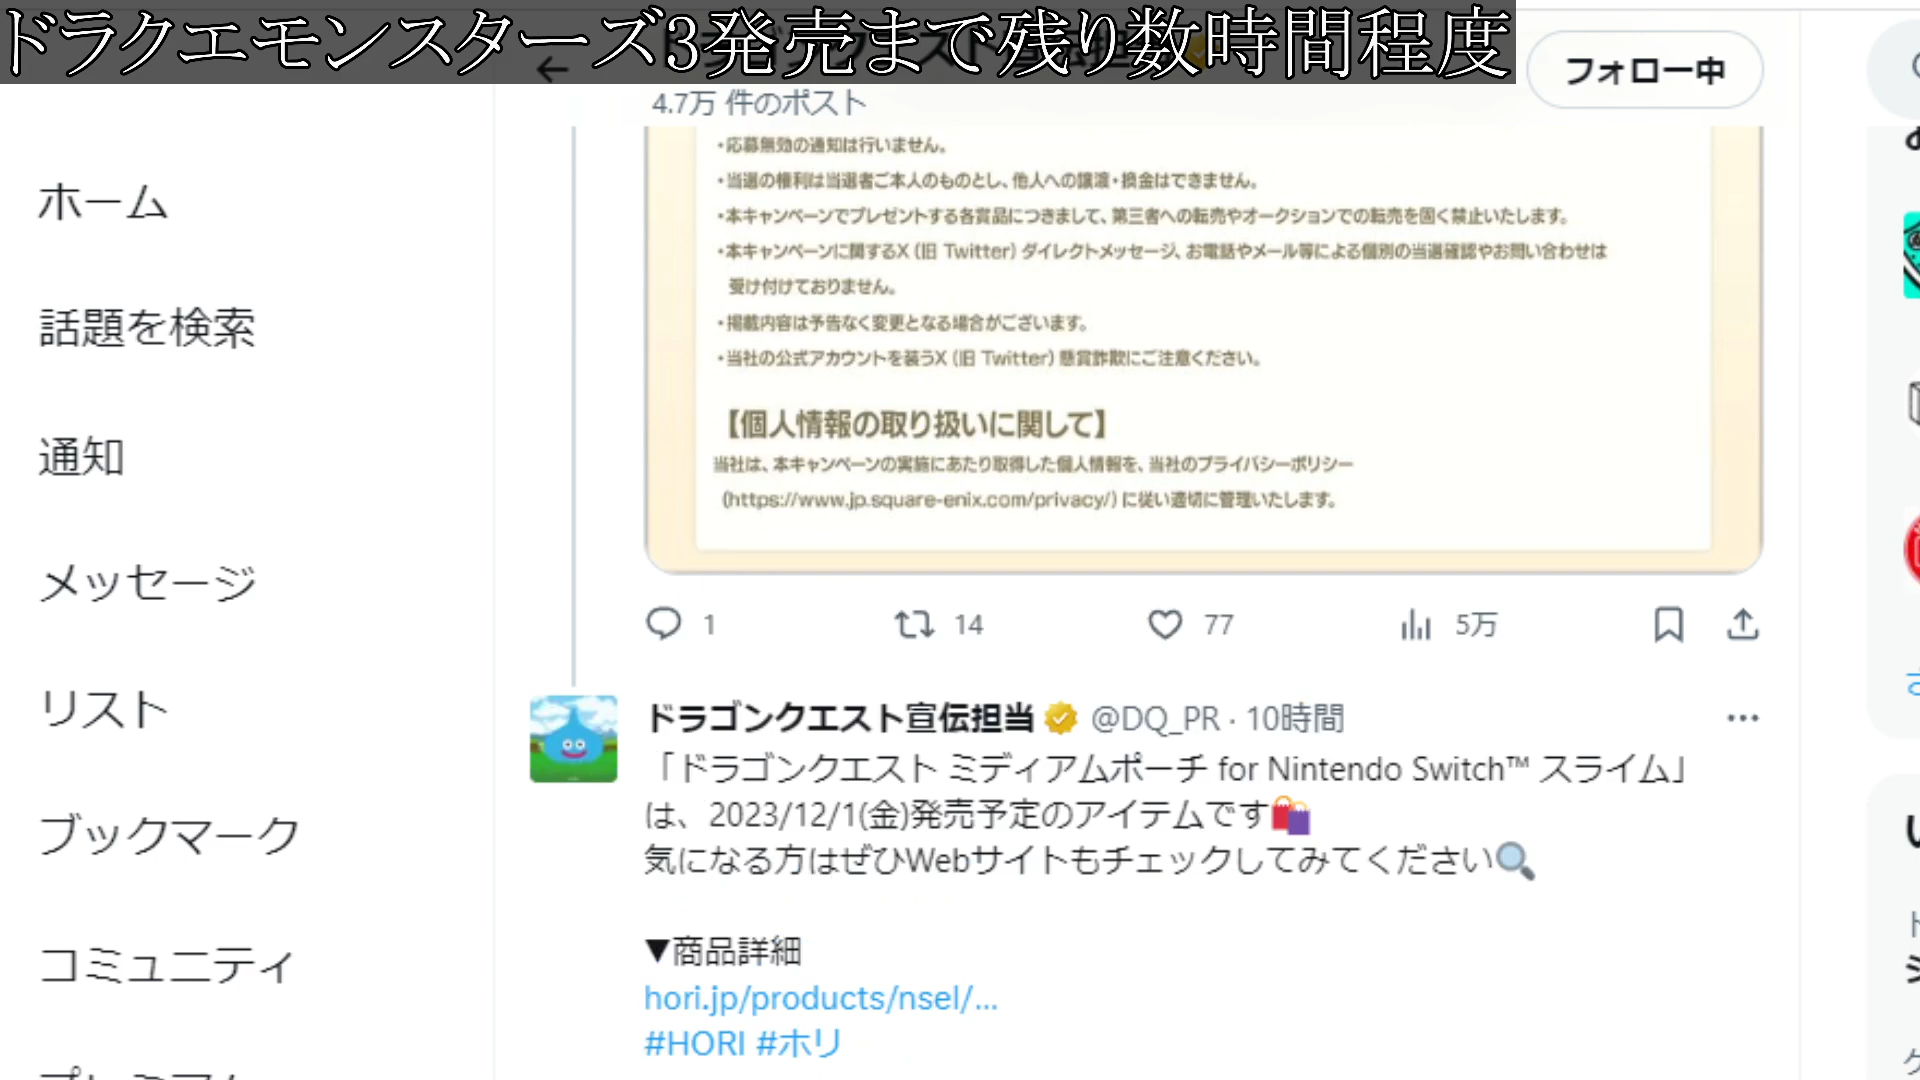 ドラクエモンスターズ3発売まで残り数時間程度
フォロー中
4.7万 件のポスト
ホーム
話題を検索
通知
メッセージ
リスト
ブックマーク
コミュニティ
・応募無効の通知は行いません。
・当選の権利は当選者ご本人のものとし、他人への譲渡・換金はできません。
・本キャンペーンでプレゼントする各賞品につきまして、第三者への転売やオークションでの転売を固く禁止いたします。
・本キャンペーンに関するX（旧 Twitter）ダイレクトメッセージ、お電話やメール等による個別の当選確認やお問い合わせは
受け付けておりません。
・掲載内容は予告なく変更となる場合がございます。
・当社の公式アカウントを装うX（旧 Twitter）懸賞詐欺にご注意ください。
【個人情報の取り扱いに関して】
当社は、本キャンペーンの実施にあたり取得した個人情報を、当社のプライバシーポリシー
（https://www.jp.square-enix.com/privacy/）に従い適切に管理いたします。
1 14 77 5万
ドラゴンクエスト宣伝担当 @DQ_PR · 10時間
「ドラゴンクエスト ミディアムポーチ for Nintendo Switch™ スライム」
は、2023/12/1(金)発売予定のアイテムです
気になる方はぜひWebサイトもチェックしてみてください
▼商品詳細
hori.jp/products/nsel/…
#HORI #ホリ